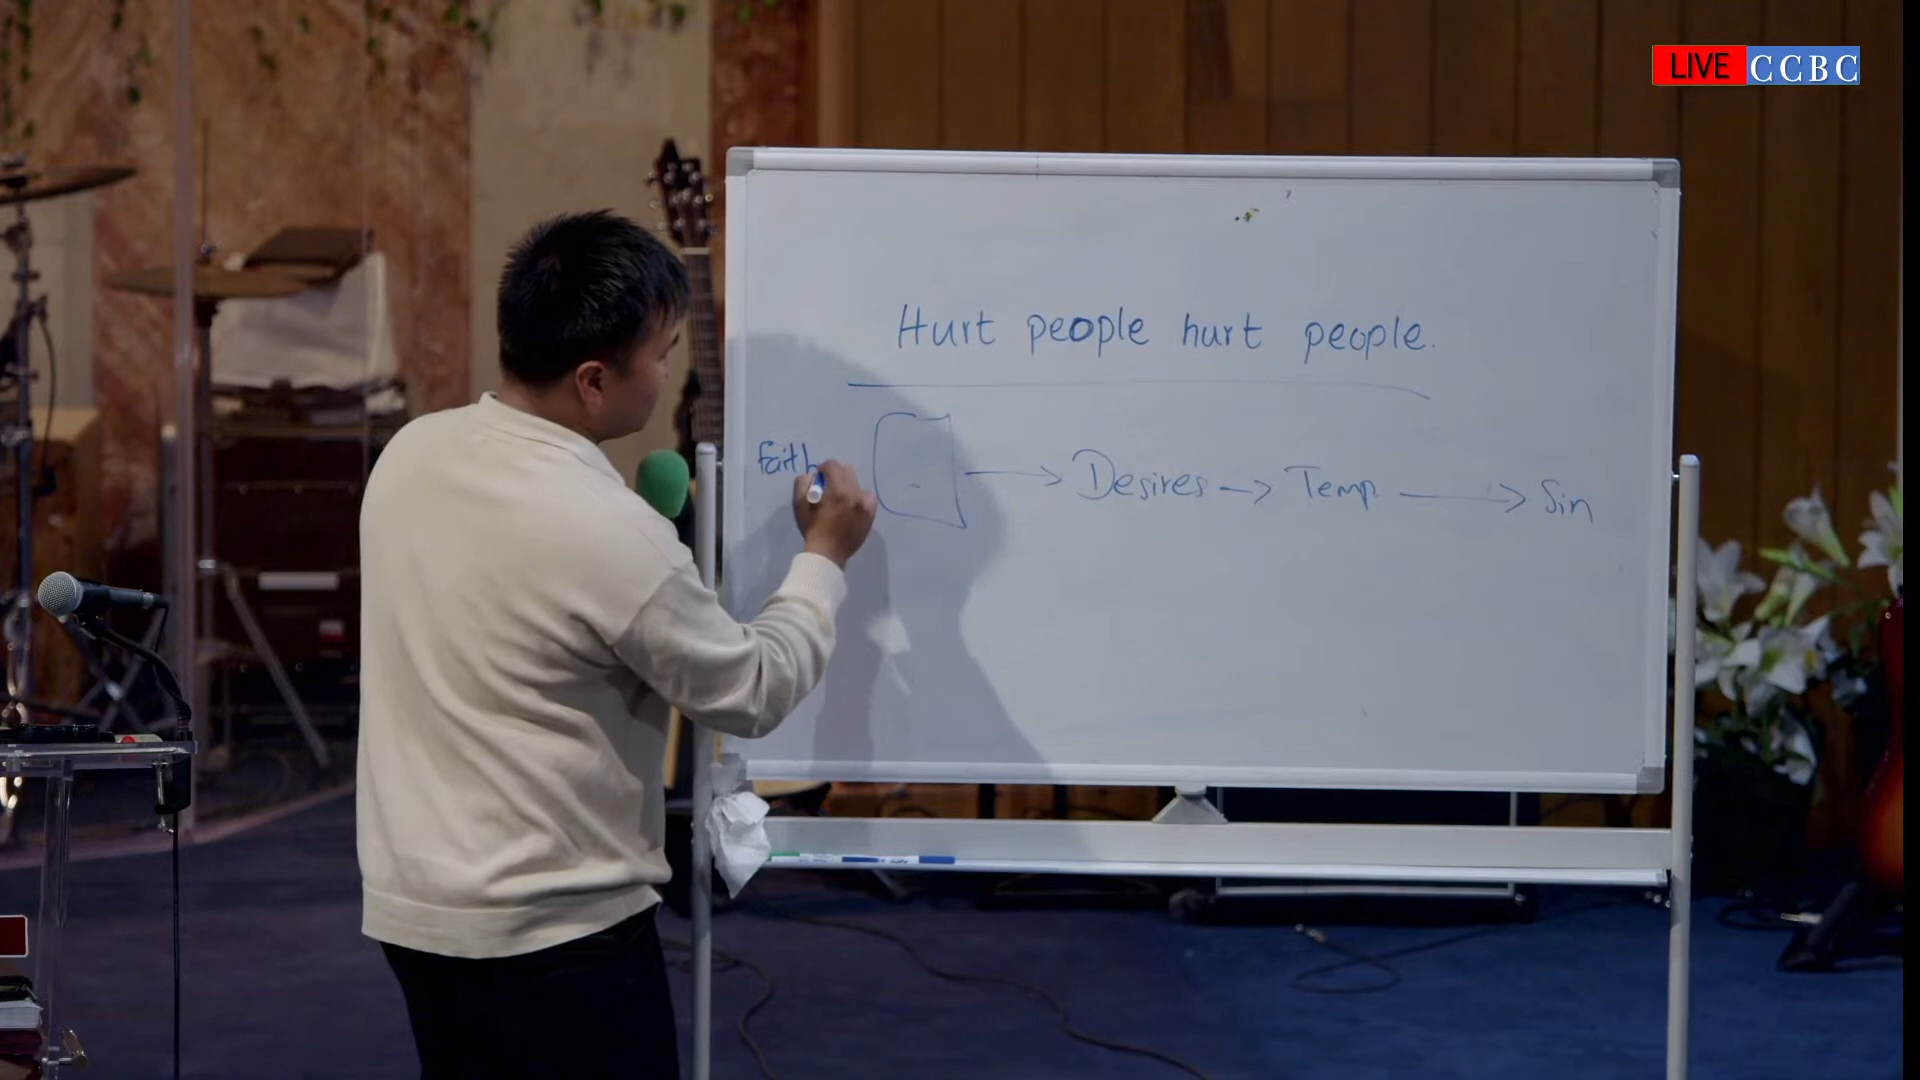 LIVE CCBC
Hurt people hurt people.
faith → Desires → Temp → Sin